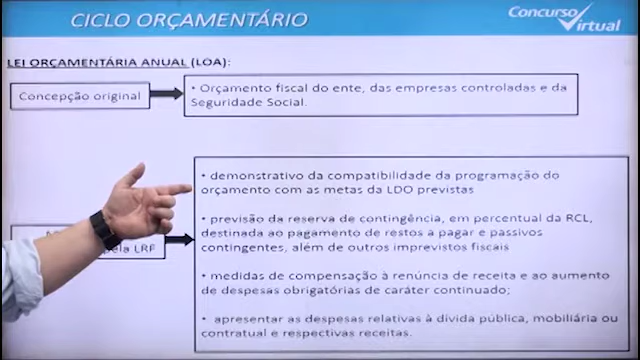 CICLO ORÇAMENTÁRIO
Concurso
Virtual
LEI ORÇAMENTÁRIA ANUAL (LOA):
Concepção original
• Orçamento fiscal do ente, das empresas controladas e da
Seguridade Social.
• demonstrativo da compatibilidade da programação do
orçamento com as metas da LDO previstas
• previsão da reserva de contingência, em percentual da RCL,
destinada ao pagamento de restos a pagar e passivos
contingentes, além de outros imprevistos fiscais
pela LRF
• medidas de compensação à renúncia de receita e ao aumento
de despesas obrigatórias de caráter continuado;
• apresentar as despesas relativas à dívida pública, mobiliária ou
contratual e respectivas receitas.